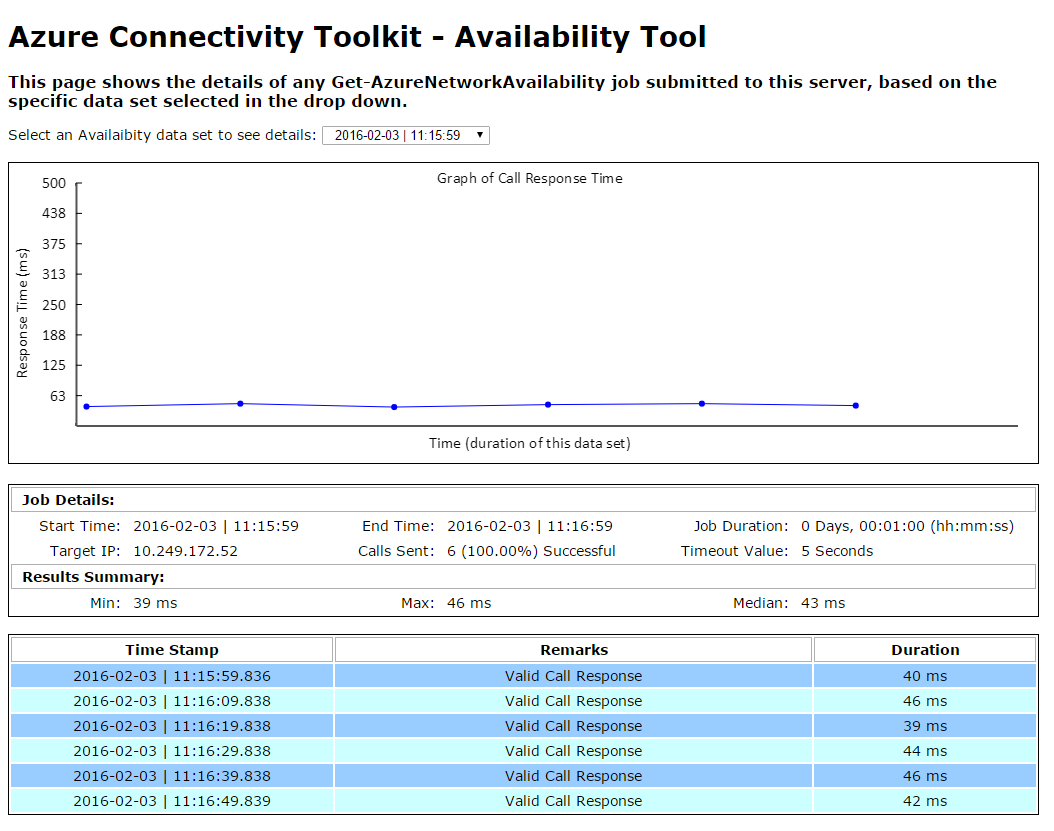 Azure Connectivity Toolkit - Availability Tool
This page shows the details of any Get-AzureNetworkAvailability job submitted to this server, based on the
specific data set selected in the drop down.
Select an Availaibity data set to see details: 2016-02-03 | 11:15:59
Graph of Call Response Time
500
438
375
313
250
188
125
63
Response Time (ms)
Time (duration of this data set)
Job Details:
Start Time: 2016-02-03 | 11:15:59 End Time: 2016-02-03 | 11:16:59 Job Duration: 0 Days, 00:01:00 (hh:mm:ss)
Target IP: 10.249.172.52 Calls Sent: 6 (100.00%) Successful Timeout Value: 5 Seconds
Results Summary:
Min: 39 ms Max: 46 ms Median: 43 ms
Time Stamp Remarks Duration
2016-02-03 | 11:15:59.836 Valid Call Response 40 ms
2016-02-03 | 11:16:09.838 Valid Call Response 46 ms
2016-02-03 | 11:16:19.838 Valid Call Response 39 ms
2016-02-03 | 11:16:29.838 Valid Call Response 44 ms
2016-02-03 | 11:16:39.838 Valid Call Response 46 ms
2016-02-03 | 11:16:49.839 Valid Call Response 42 ms